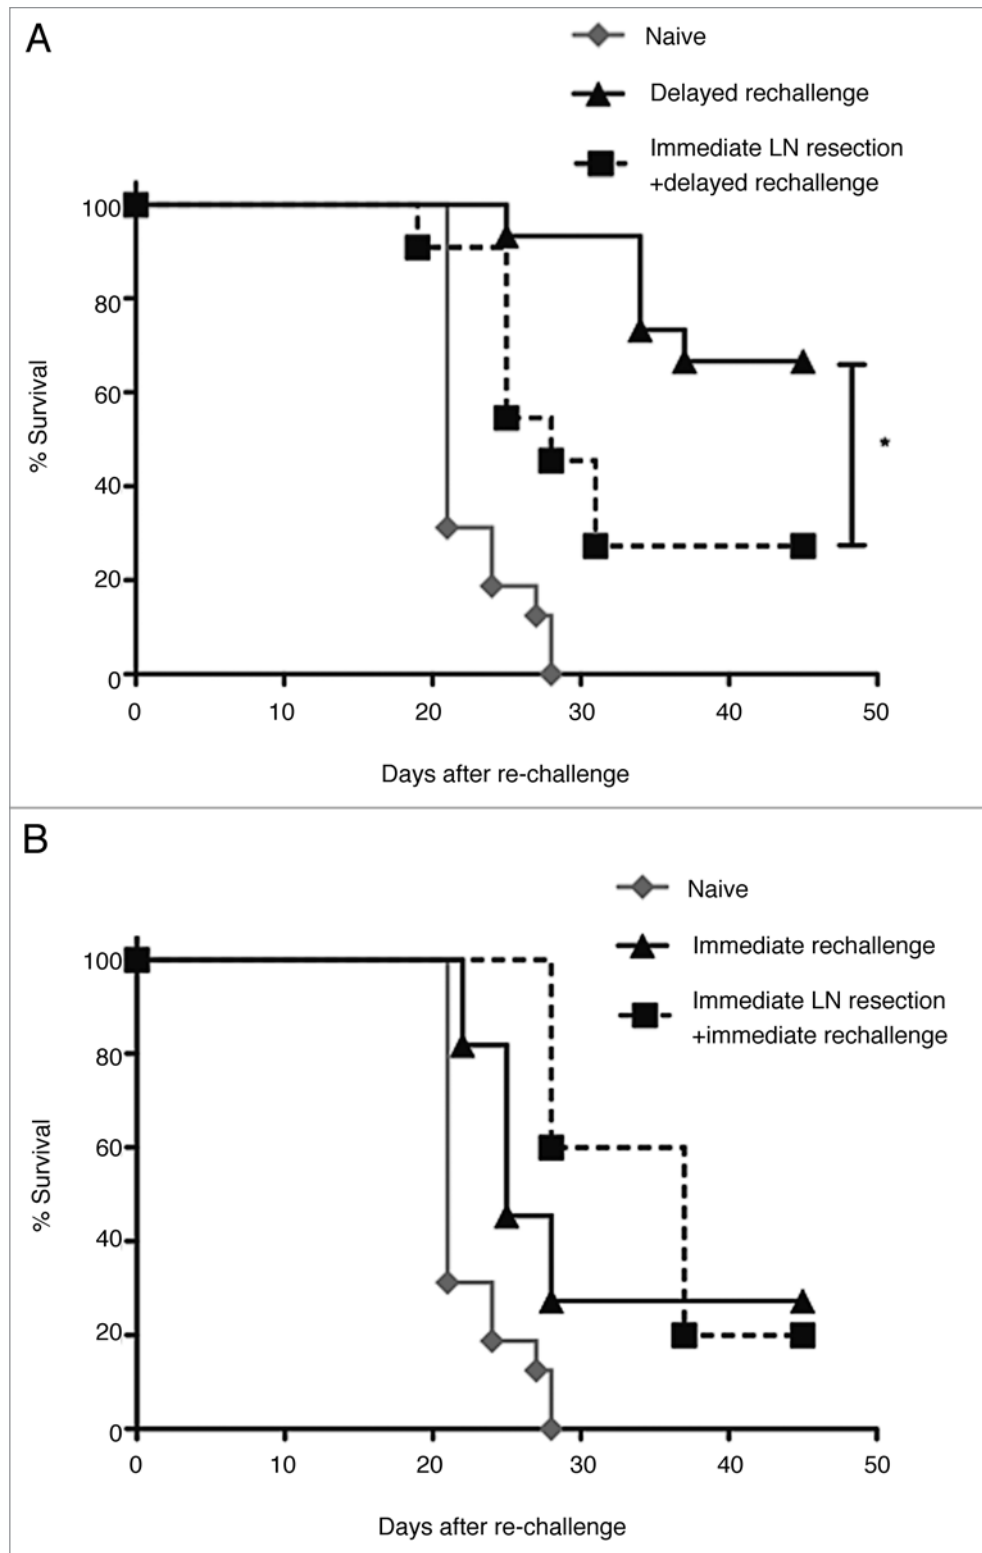 A
Naive
Delayed rechallenge
Immediate LN resection
+delayed rechallenge
100
80
60
40
20
0
% Survival
*
0 10 20 30 40 50
Days after re-challenge
B
Naive
Immediate rechallenge
Immediate LN resection
+immediate rechallenge
100
80
60
40
20
0
% Survival
0 10 20 30 40 50
Days after re-challenge